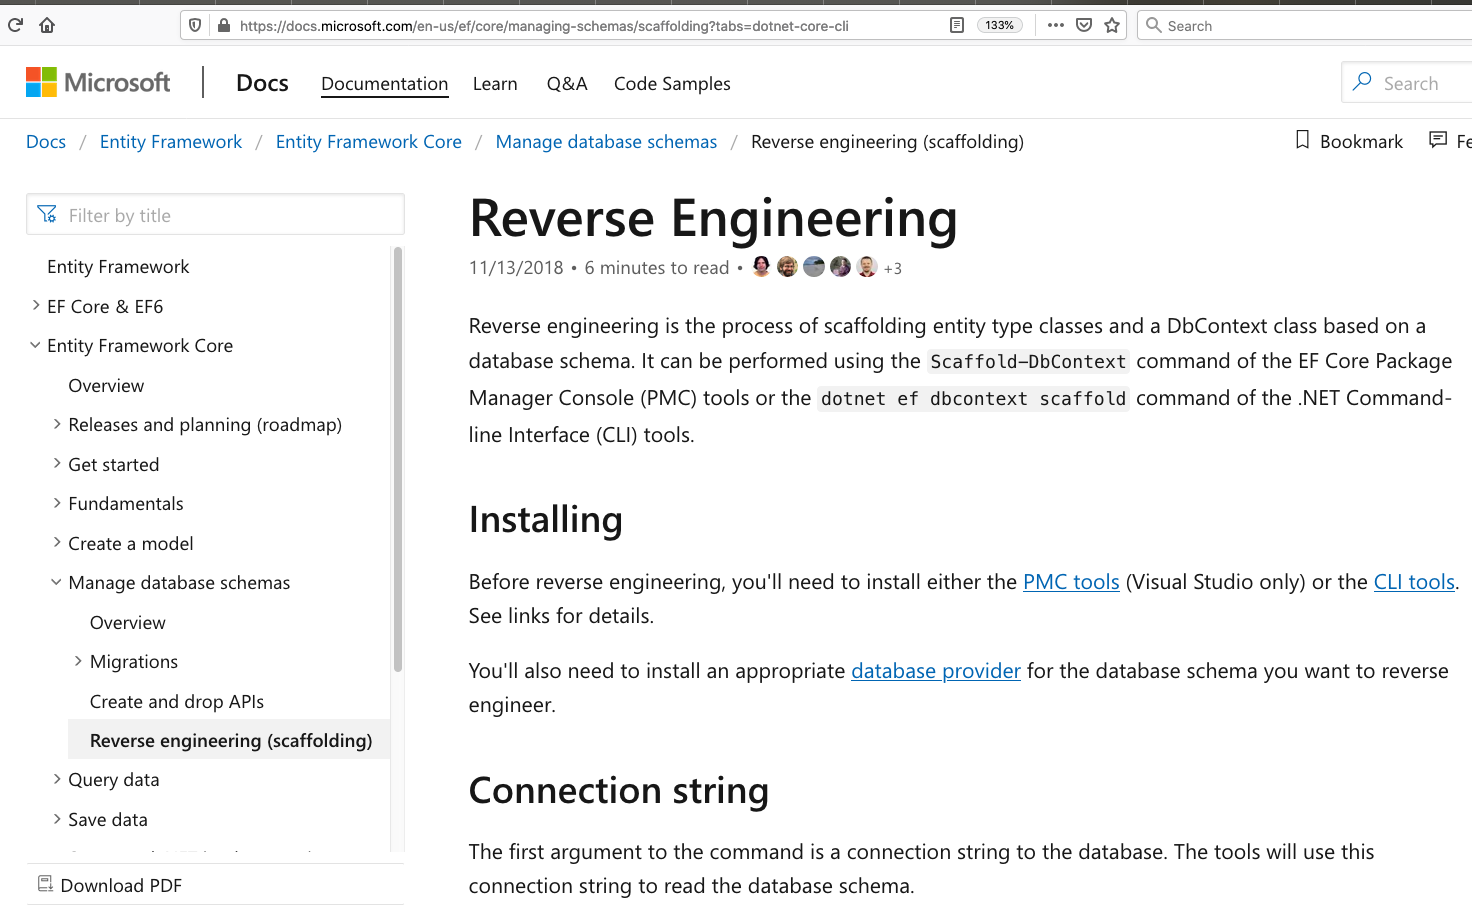 https://docs.microsoft.com/en-us/ef/core/managing-schemas/scaffolding?tabs=dotnet-core-cli
133%
Search
Microsoft
Docs
Documentation
Learn
Q&A
Code Samples
Search
Docs / Entity Framework / Entity Framework Core / Manage database schemas / Reverse engineering (scaffolding)
Bookmark
Filter by title
Entity Framework
EF Core & EF6
Entity Framework Core
Overview
Releases and planning (roadmap)
Get started
Fundamentals
Create a model
Manage database schemas
Overview
Migrations
Create and drop APIs
Reverse engineering (scaffolding)
Query data
Save data
Download PDF
Reverse Engineering
11/13/2018 • 6 minutes to read • +3
Reverse engineering is the process of scaffolding entity type classes and a DbContext class based on a
database schema. It can be performed using the Scaffold-DbContext command of the EF Core Package
Manager Console (PMC) tools or the dotnet ef dbcontext scaffold command of the .NET Command-
line Interface (CLI) tools.
Installing
Before reverse engineering, you'll need to install either the PMC tools (Visual Studio only) or the CLI tools.
See links for details.
You'll also need to install an appropriate database provider for the database schema you want to reverse
engineer.
Connection string
The first argument to the command is a connection string to the database. The tools will use this
connection string to read the database schema.